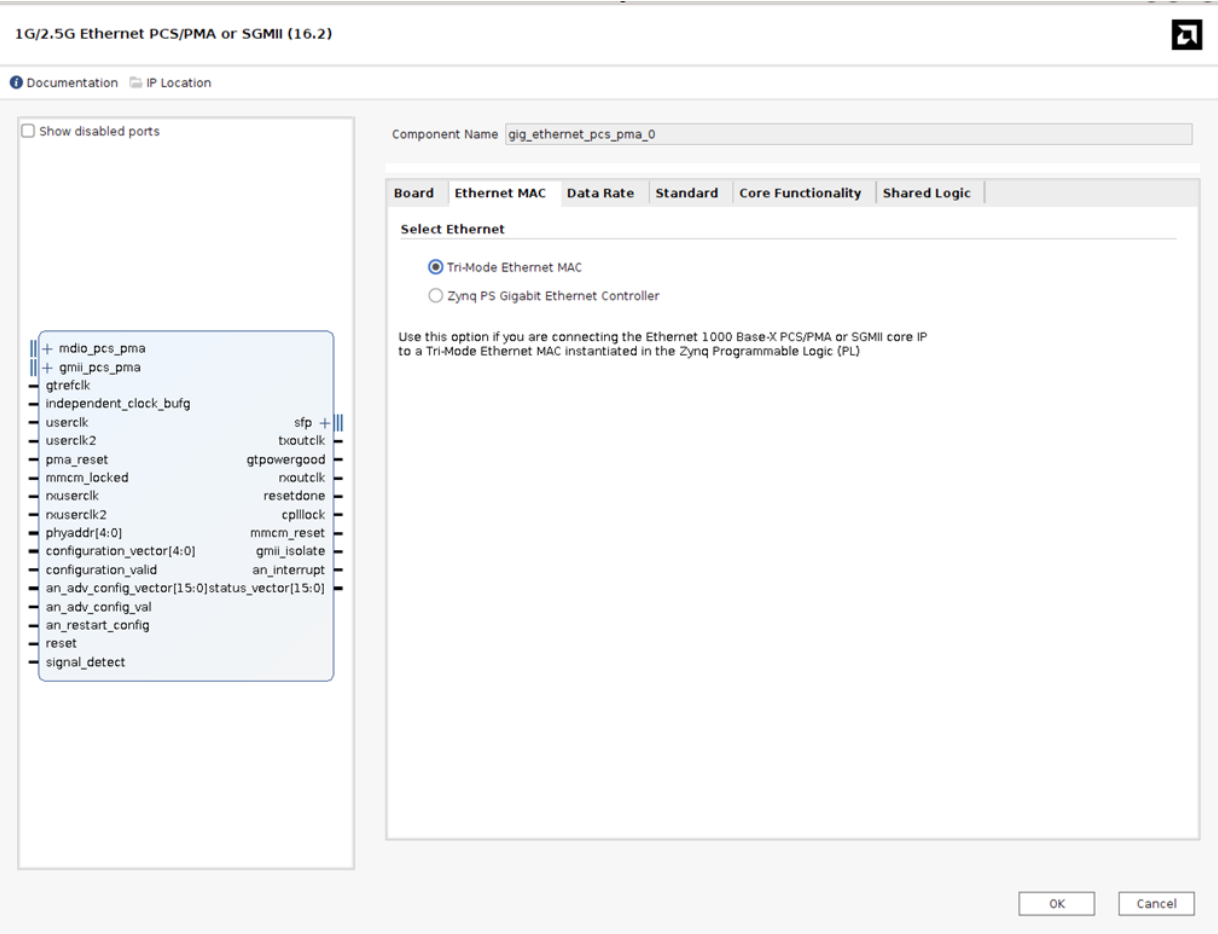 1G/2.5G Ethernet PCS/PMA or SGMII (16.2)
Documentation IP Location
Show disabled ports
Component Name gig_ethernet_pcs_pma_0
Board Ethernet MAC Data Rate Standard Core Functionality Shared Logic
Select Ethernet
Tri-Mode Ethernet MAC
Zynq PS Gigabit Ethernet Controller
Use this option if you are connecting the Ethernet 1000 Base-X PCS/PMA or SGMII core IP
to a Tri-Mode Ethernet MAC instantiated in the Zynq Programmable Logic (PL)
mdio_pcs_pma
gmii_pcs_pma
gtrefclk
independent_clock_bufg
userclk sfp
userclk2 txoutclk
pma_reset gtpowergood
mmcm_locked rxoutclk
rxuserclk resetdone
rxuserclk2 cplllock
phyaddr[4:0] mmcm_reset
configuration_vector[4:0] gmii_isolate
configuration_valid an_interrupt
an_adv_config_vector[15:0] status_vector[15:0]
an_adv_config_val
an_restart_config
reset
signal_detect
OK Cancel